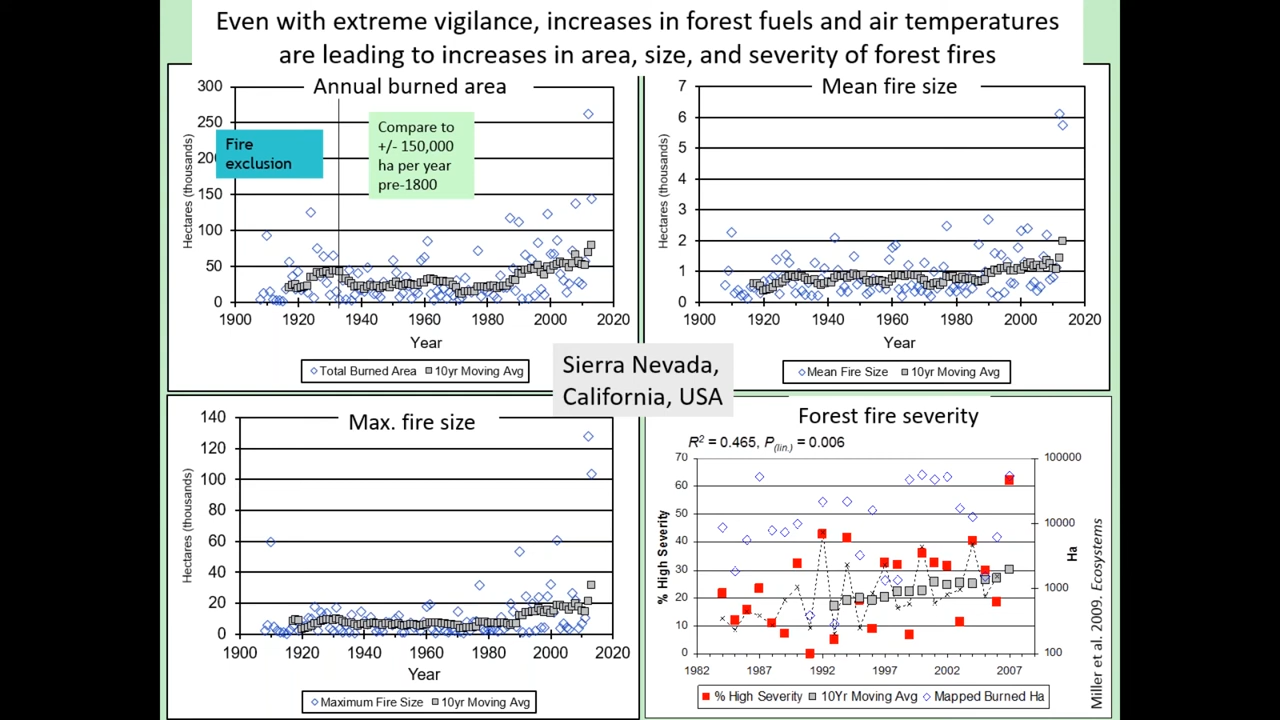 Even with extreme vigilance, increases in forest fuels and air temperatures
are leading to increases in area, size, and severity of forest fires
Annual burned area
300
250
200
150
100
50
0
Hectares (thousands)
Fire
exclusion
Compare to
+/- 150,000
ha per year
pre-1800
1900 1920 1940 1960 1980 2000 2020
Year
Total Burned Area 10yr Moving Avg
Mean fire size
7
6
5
4
3
2
1
0
Hectares (thousands)
1900 1920 1940 1960 1980 2000 2020
Year
Mean Fire Size 10yr Moving Avg
Sierra Nevada,
California, USA
Max. fire size
140
120
100
80
60
40
20
0
Hectares (thousands)
1900 1920 1940 1960 1980 2000 2020
Year
Maximum Fire Size 10yr Moving Avg
Forest fire severity
R² = 0.465, P(lin.) = 0.006
70
60
50
40
30
20
10
0
% High Severity
100000
10000
1000
100
Ha
1982 1987 1992 1997 2002 2007
% High Severity 10Yr Moving Avg Mapped Burned Ha
Miller et al. 2009. Ecosystems